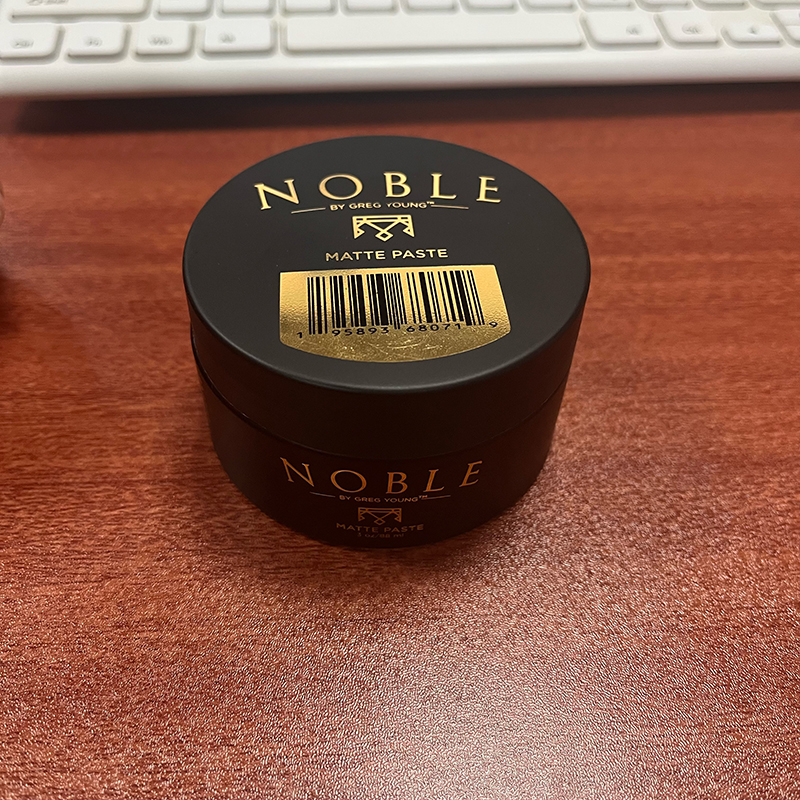 NOBLE
BY GREG YOUNG™
MATTE PASTE
1 95893 68071 9
NOBLE
BY GREG YOUNG™
MATTE PASTE